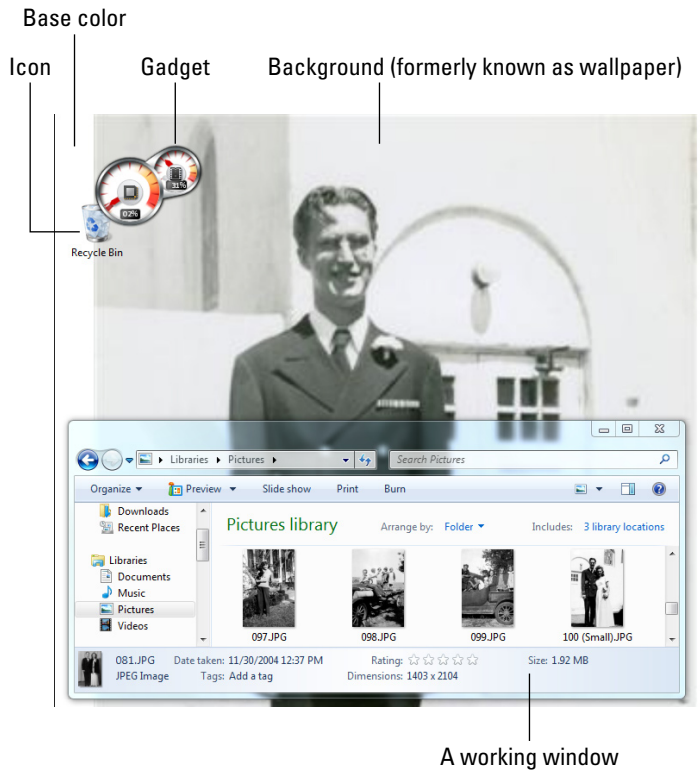 Base color
Icon
Gadget
Background (formerly known as wallpaper)
31%
02%
Recycle Bin
Libraries
Pictures
Search Pictures
Organize
Preview
Slide show
Print
Burn
Downloads
Recent Places
Libraries
Documents
Music
Pictures
Videos
Pictures library
Arrange by: Folder
Includes: 3 library locations
097.JPG
098.JPG
099.JPG
100 (Small).JPG
081.JPG Date taken: 11/30/2004 12:37 PM Rating: Size: 1.92 MB
JPEG Image Tags: Add a tag Dimensions: 1403 x 2104
A working window